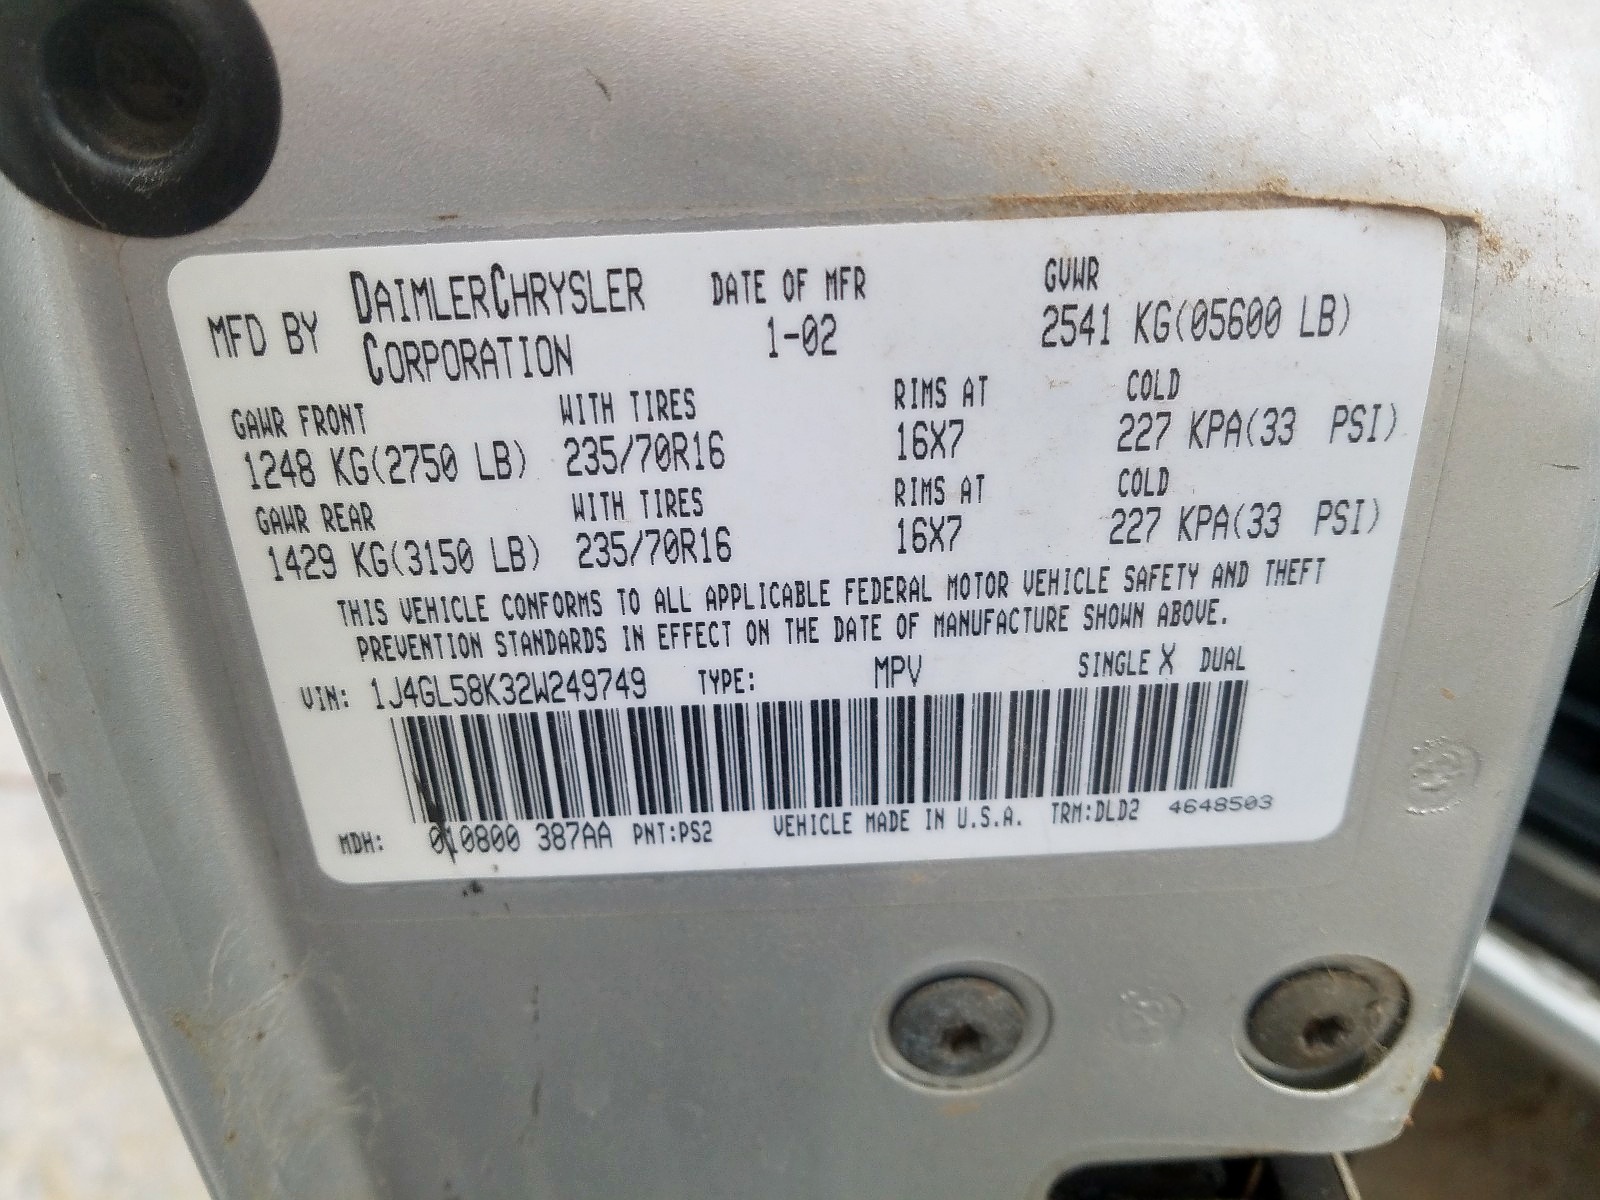 MFD BY DAIMLERCHRYSLER CORPORATION
DATE OF MFR
1-02
GVWR
2541 KG(05600 LB)
GAWR FRONT WITH TIRES RIMS AT COLD
1248 KG(2750 LB) 235/70R16 16X7 227 KPA(33 PSI)
GAWR REAR WITH TIRES RIMS AT COLD
1429 KG(3150 LB) 235/70R16 16X7 227 KPA(33 PSI)
THIS VEHICLE CONFORMS TO ALL APPLICABLE FEDERAL MOTOR VEHICLE SAFETY AND THEFT
PREVENTION STANDARDS IN EFFECT ON THE DATE OF MANUFACTURE SHOWN ABOVE.
VIN: 1J4GL58K32W249749 TYPE: MPV SINGLE X DUAL
MDH: 010800 387AA PNT:PS2 VEHICLE MADE IN U.S.A. TRM:DLD2 4648503